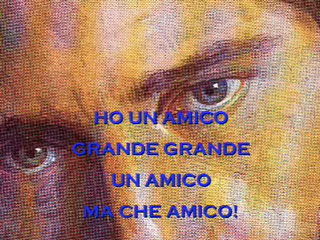 HO UN AMICO
GRANDE GRANDE
UN AMICO
MA CHE AMICO!